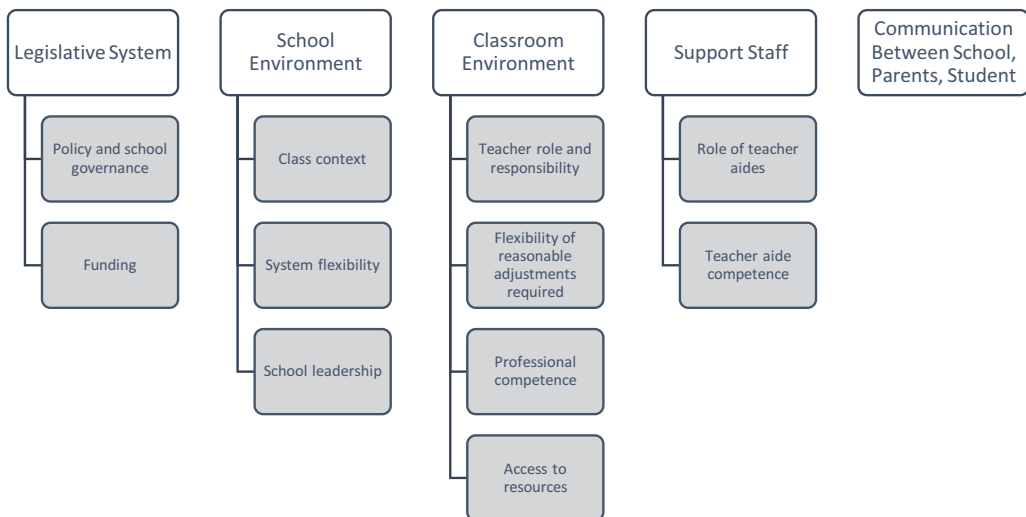 Legislative System
Policy and school
governance
Funding
School
Environment
Class context
System flexibility
School leadership
Classroom
Environment
Teacher role and
responsibility
Flexibility of
reasonable
adjustments
required
Professional
competence
Access to
resources
Support Staff
Role of teacher
aides
Teacher aide
competence
Communication
Between School,
Parents, Student